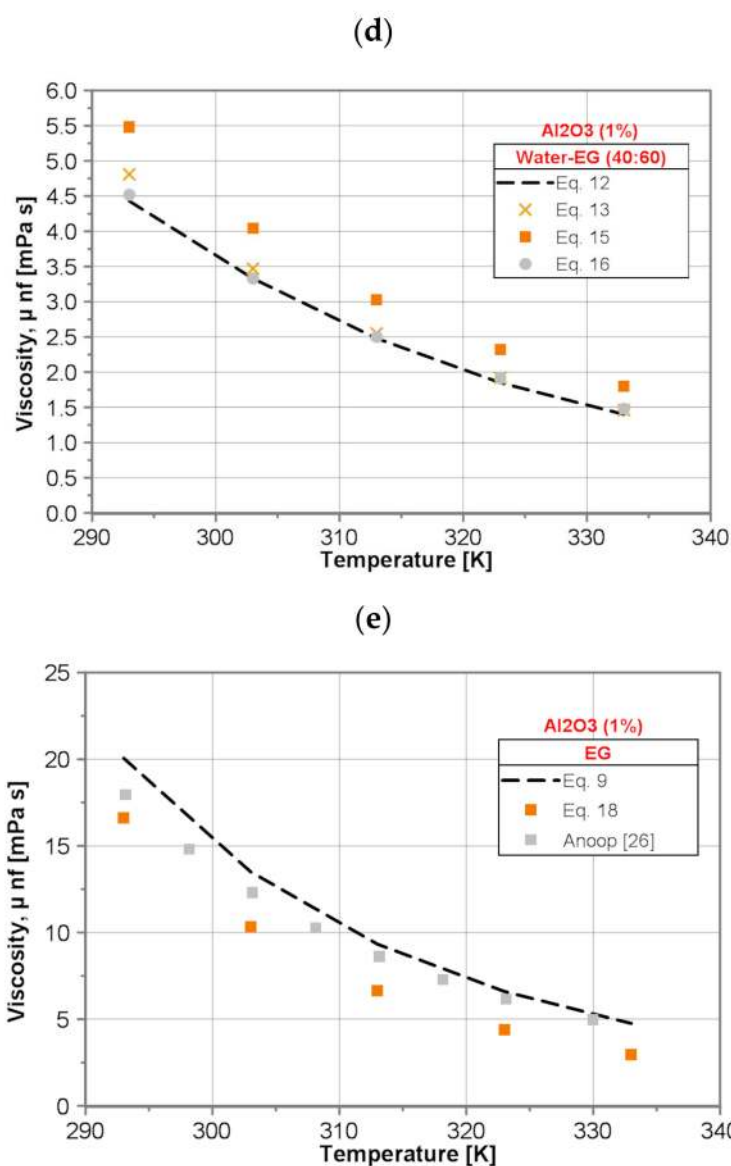 (d)
6.0
5.5
5.0
4.5
4.0
3.5
3.0
2.5
2.0
1.5
1.0
0.5
0.0
Viscosity, μ nf [mPa s]
Al2O3 (1%)
Water-EG (40:60)
Eq. 12
Eq. 13
Eq. 15
Eq. 16
290 300 310 320 330 340
Temperature [K]
(e)
25
20
15
10
5
0
Viscosity, μ nf [mPa s]
Al2O3 (1%)
EG
Eq. 9
Eq. 18
Anoop [26]
290 300 310 320 330 340
Temperature [K]